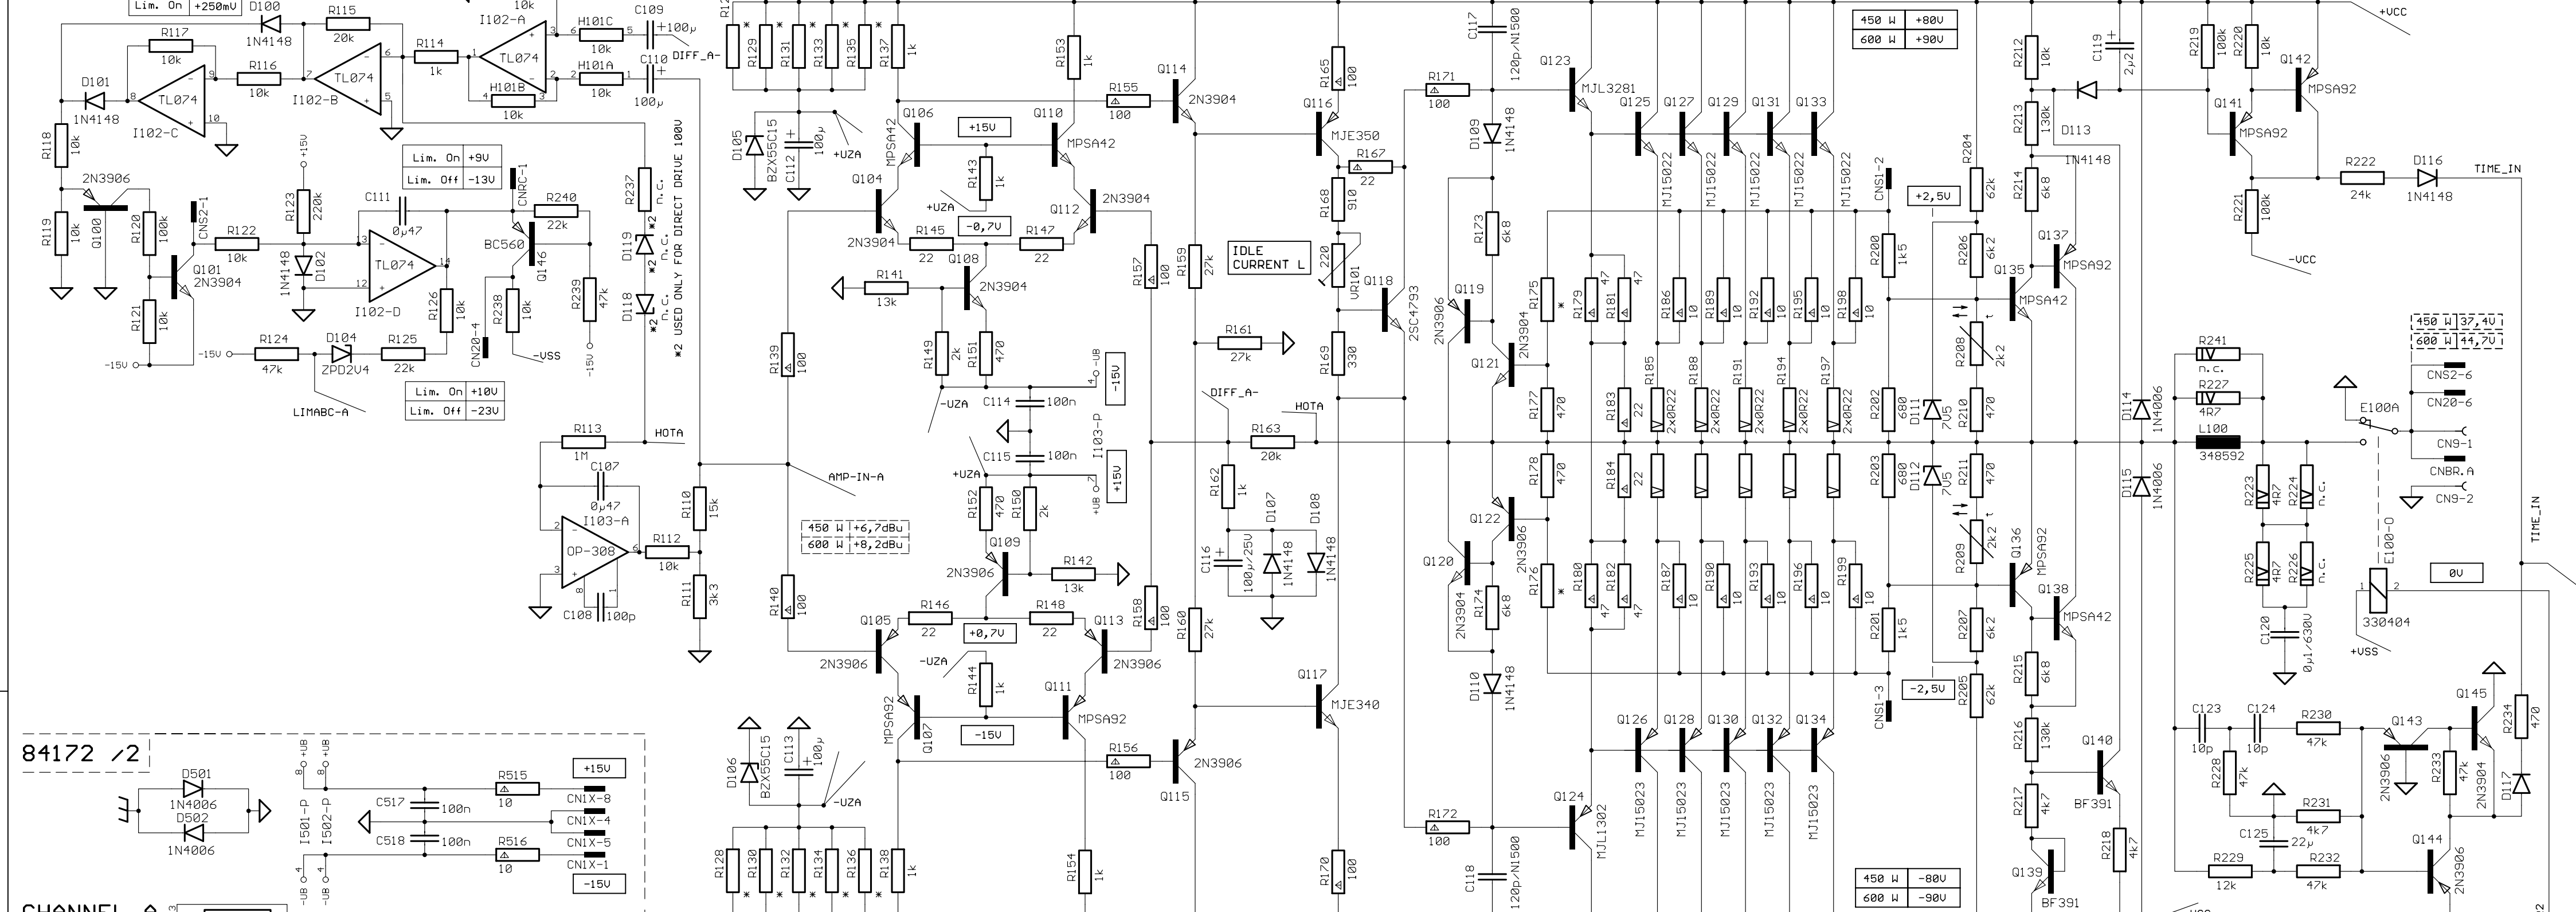 Lim. On +250mV
D100
1N4148
R115
20k
10k
I102-A
TL074
H101C
10k
C109
+100µ
DIFF_A-
C110
100µ
H101A
10k
H101B
10k
R117
10k
D101
1N4148
TL074
I102-C
R116
10k
TL074
I102-B
R114
1k
R118
10k
R119
10k
2N3906
Q100
R120
100k
R121
10k
CNS2-1
Q101
2N3904
R122
10k
-15V
+15V
R123
220k
1N4148
D102
Lim. On +9V
Lim. Off -13V
C111
0µ47
TL074
I102-D
R126
10k
CNRC-1
R240
22k
BC560
Q146
R238
10k
CN20-4
-VSS
R239
47k
-15V
-15V
R124
47k
D104
ZPD2V4
R125
22k
LIMABC-A
Lim. On +10V
Lim. Off -23V
R237
n.c.
*2
D119
n.c.
*2
D118
n.c.
*2
*2 USED ONLY FOR DIRECT DRIVE 100V
HOTA
R113
1M
C107
0µ47
I103-A
OP-308
C108
100p
R112
10k
R110
15k
R111
3k3
AMP-IN-A
450 W +6,7dBu
600 W +8,2dBu
R129
R131
R133
R135
R137
1k
D105
BZX55C15
C112
100µ
+UZA
Q106
MPSA42
+15V
R143
1k
Q110
MPSA42
R153
1k
Q104
2N3904
+UZA
-0,7V
R145
22
R147
22
Q112
2N3904
Q108
2N3904
R141
13k
R149
2k
R151
470
-UZA
C114
100n
-UB
-15V
I103-P
C115
100n
+UZA
+UB
+15V
R139
100
R140
100
R152
470
R150
2k
Q109
2N3906
R142
13k
R146
22
R148
22
Q105
2N3906
+0,7V
Q113
2N3906
-UZA
R144
1k
MPSA92
Q107
Q111
MPSA92
-15V
D106
BZX55C15
C113
100µ
-UZA
R128
R130
R132
R134
R136
R138
1k
R154
1k
R155
100
Q114
2N3904
R157
100
R158
100
R159
27k
R160
27k
R161
27k
DIFF_A-
HOTA
R163
20k
R162
1k
C116
100µ/25V
D107
1N4148
D108
1N4148
R156
100
2N3906
Q115
R165
100
Q116
MJE350
R167
22
R168
910
IDLE
CURRENT L
220
VR101
R169
330
Q118
2SC4793
Q117
MJE340
R170
100
C117
120p/N1500
R171
100
D109
1N4148
R173
6k8
Q119
2N3906
Q121
2N3904
Q122
2N3906
Q120
2N3904
R174
6k8
D110
1N4148
R172
100
C118
120p/N1500
Q123
MJL3281
Q124
MJL1302
Q125
Q127
Q129
Q131
Q133
MJ15022
MJ15022
MJ15022
MJ15022
MJ15022
R175
R177
470
R178
470
R176
R179
47
R181
47
R183
22
R184
22
R180
47
R182
47
R186
10
R189
10
R192
10
R195
10
R198
10
R185
2x0R22
R188
2x0R22
R191
2x0R22
R194
2x0R22
R197
2x0R22
R187
10
R190
10
R193
10
R196
10
R199
10
Q126
Q128
Q130
Q132
Q134
MJ15023
MJ15023
MJ15023
MJ15023
MJ15023
450 W +80V
600 W +90V
450 W -80V
600 W -90V
CNS1-2
R200
1k5
R202
680
R203
680
R201
1k5
CNS1-3
+2,5V
-2,5V
D111
7V5
D112
7V5
R204
62k
R206
6k2
R208
2k2
t
R210
470
R211
470
R209
2k2
t
R207
6k2
R205
62k
R212
10k
R213
130k
R214
6k8
D113
1N4148
Q137
MPSA92
Q135
MPSA42
Q136
MPSA92
Q138
MPSA42
R215
6k8
R216
130k
R217
4k7
Q139
BF391
Q140
BF391
R218
4k7
C119
2µ2
D114
1N4006
D115
1N4006
R219
100k
R220
10k
Q142
MPSA92
Q141
MPSA92
R221
100k
-VCC
+VCC
R222
24k
D116
1N4148
TIME_IN
R241
n.c.
R227
4R7
L100
348592
R223
4R7
R224
n.c.
R225
4R7
R226
n.c.
C120
0µ1/630V
450 W 37,4V
600 W 44,7V
CNS2-6
CN20-6
E100A
CN9-1
CNBR.A
CN9-2
E100-O
330404
+VSS
0V
TIME_IN
C123
10p
C124
10p
R230
47k
R228
47k
R231
4k7
C125
22µ
R229
12k
R232
47k
Q143
2N3906
R233
47k
Q145
2N3904
Q144
2N3906
R234
470
D117
84172 /2
D501
1N4006
D502
1N4006
+UB
+UB
I501-P
I502-P
-UB
-UB
C517
100n
C518
100n
R515
10
R516
10
+15V
CN1X-8
CN1X-4
CN1X-5
CN1X-1
-15V
CHANNEL A